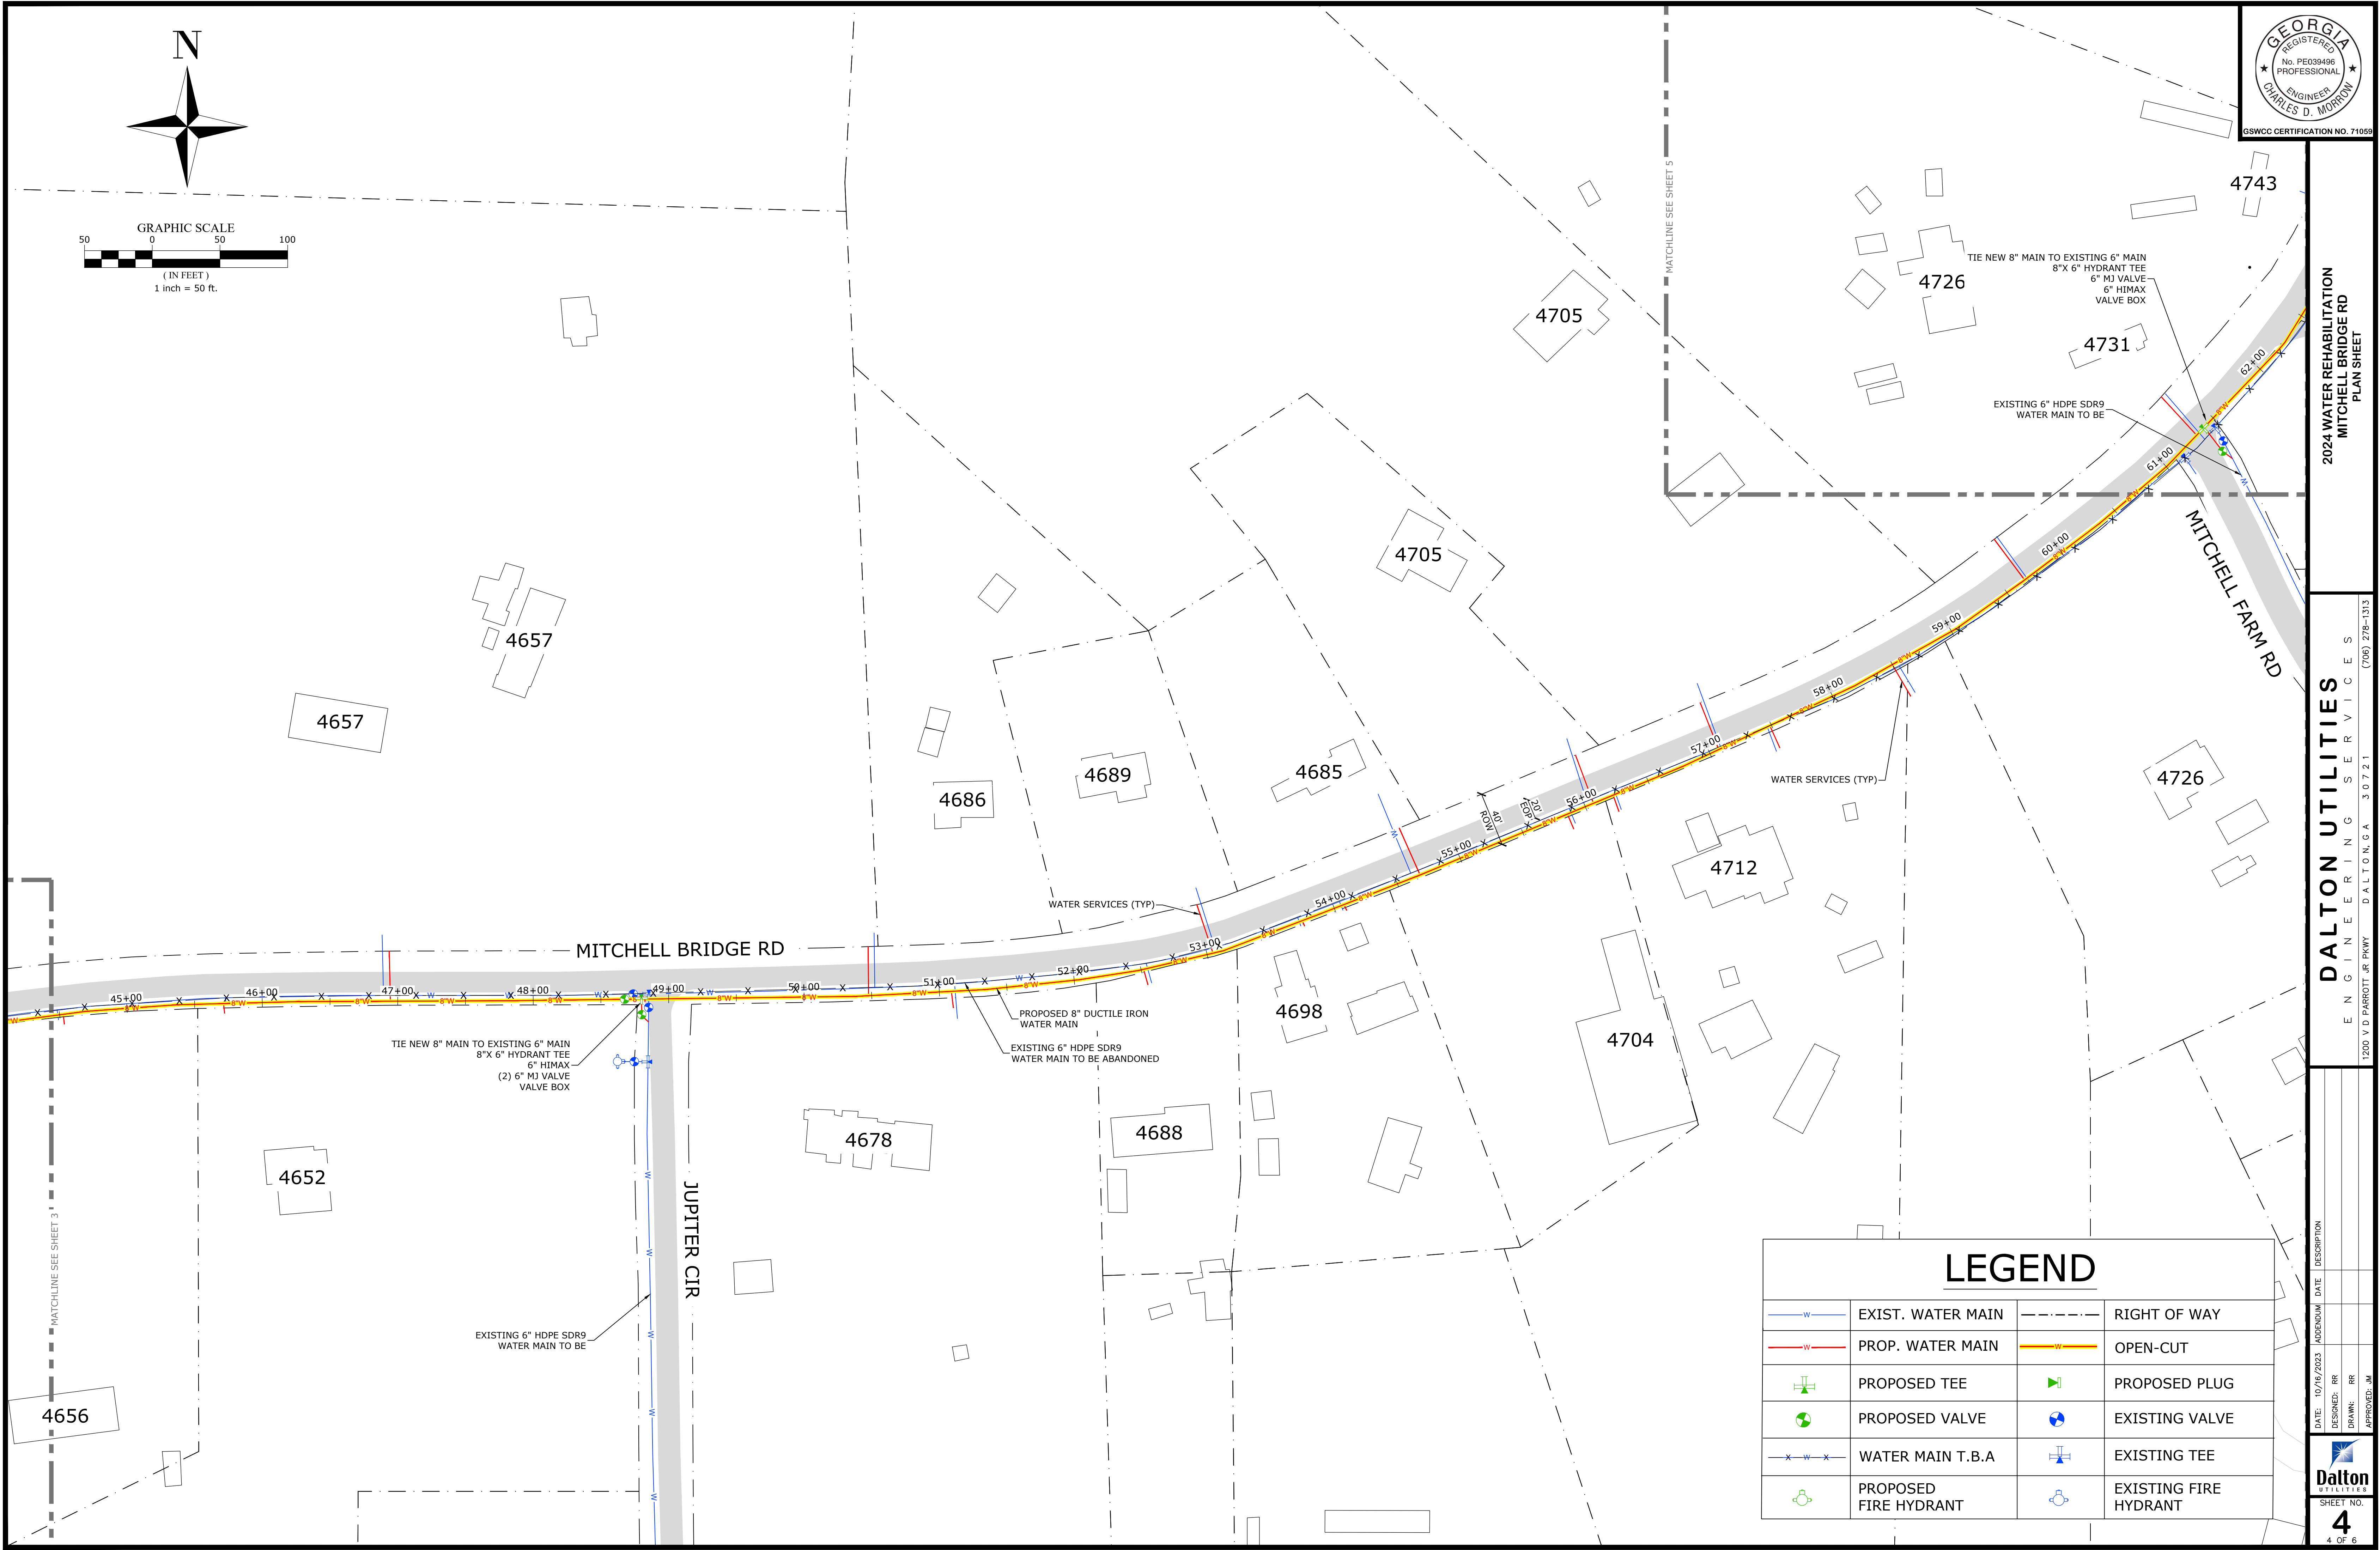 N
GRAPHIC SCALE
50 0 50 100
( IN FEET )
1 inch = 50 ft.
MATCHLINE SEE SHEET 5
GEORGIA
REGISTERED
No. PE039496
PROFESSIONAL
ENGINEER
CHARLES D. MORROW
GSWCC CERTIFICATION NO. 71059
4743
4726
TIE NEW 8" MAIN TO EXISTING 6" MAIN
8"X 6" HYDRANT TEE
6" MJ VALVE
6" HIMAX
VALVE BOX
4731
4705
EXISTING 6" HDPE SDR9
WATER MAIN TO BE
62+00
61+00
60+00
59+00
58+00
57+00
56+00
55+00
54+00
53+00
52+00
51+00
50+00
49+00
48+00
47+00
46+00
45+00
8"W
W
MITCHELL FARM RD
4705
4657
4657
4686
4689
4685
20'
EOP
40'
ROW
WATER SERVICES (TYP)
4726
4712
WATER SERVICES (TYP)
MITCHELL BRIDGE RD
4698
4704
PROPOSED 8" DUCTILE IRON
WATER MAIN
EXISTING 6" HDPE SDR9
WATER MAIN TO BE ABANDONED
TIE NEW 8" MAIN TO EXISTING 6" MAIN
8"X 6" HYDRANT TEE
6" HIMAX
(2) 6" MJ VALVE
VALVE BOX
4678
4688
4652
JUPITER CIR
MATCHLINE SEE SHEET 3
EXISTING 6" HDPE SDR9
WATER MAIN TO BE
4656
LEGEND
W EXIST. WATER MAIN
RIGHT OF WAY
W PROP. WATER MAIN
W OPEN-CUT
PROPOSED TEE
PROPOSED PLUG
PROPOSED VALVE
EXISTING VALVE
X W X WATER MAIN T.B.A
EXISTING TEE
PROPOSED
FIRE HYDRANT
EXISTING FIRE
HYDRANT
2024 WATER REHABILITATION
MITCHELL BRIDGE RD
PLAN SHEET
DALTON UTILITIES
ENGINEERING SERVICES
1200 V D PARROTT JR PKWY DALTON, GA 30721 (706) 278-1313
DATE: 10/16/2023 ADDENDUM DATE DESCRIPTION
DESIGNED: RR
DRAWN: RR
APPROVED: JM
Dalton
UTILITIES
SHEET NO.
4
4 OF 6